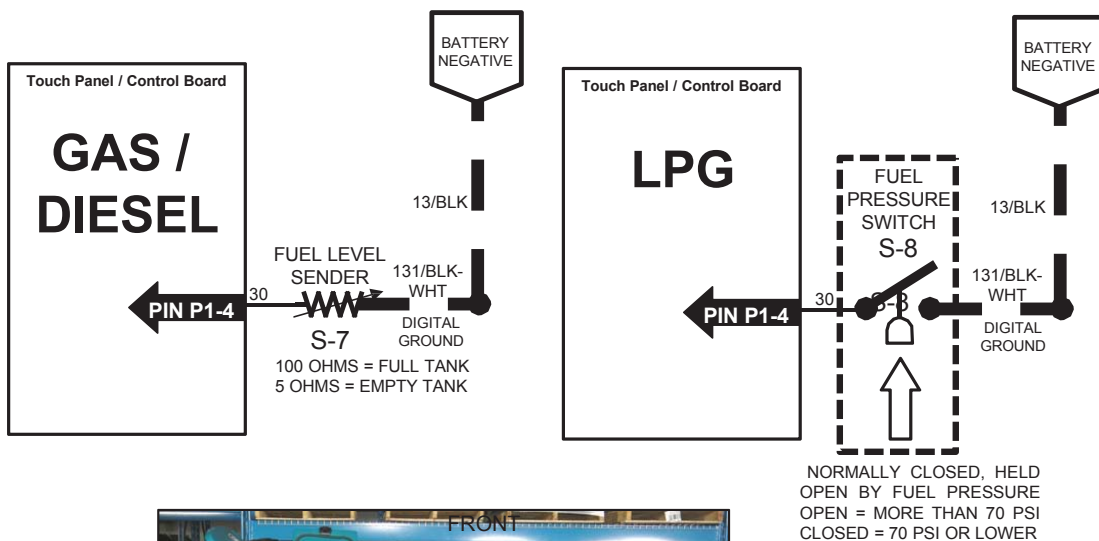 BATTERY
NEGATIVE
Touch Panel / Control Board
GAS /
DIESEL
13/BLK
FUEL LEVEL
SENDER
131/BLK-
WHT
30
PIN P1-4
S-7
DIGITAL
GROUND
100 OHMS = FULL TANK
5 OHMS = EMPTY TANK
BATTERY
NEGATIVE
Touch Panel / Control Board
LPG
FUEL
PRESSURE
SWITCH
S-8
13/BLK
131/BLK-
WHT
30
S-8
PIN P1-4
DIGITAL
GROUND
NORMALLY CLOSED, HELD
OPEN BY FUEL PRESSURE
OPEN = MORE THAN 70 PSI
CLOSED = 70 PSI OR LOWER
FRONT